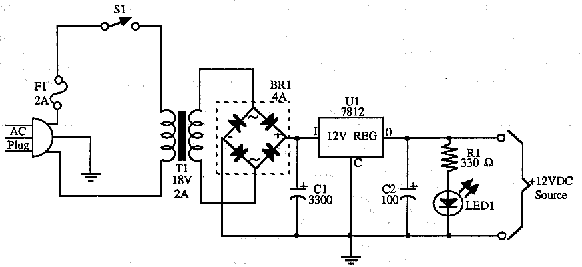 S1
F1
2A
AC
Plug
T1
18V
2A
BR1
4A
-
+
~
~
U1
7812
I
12V REG
O
C
+
C1
3300
+
C2
100
R1
330 Ω
LED1
+12VDC
Source